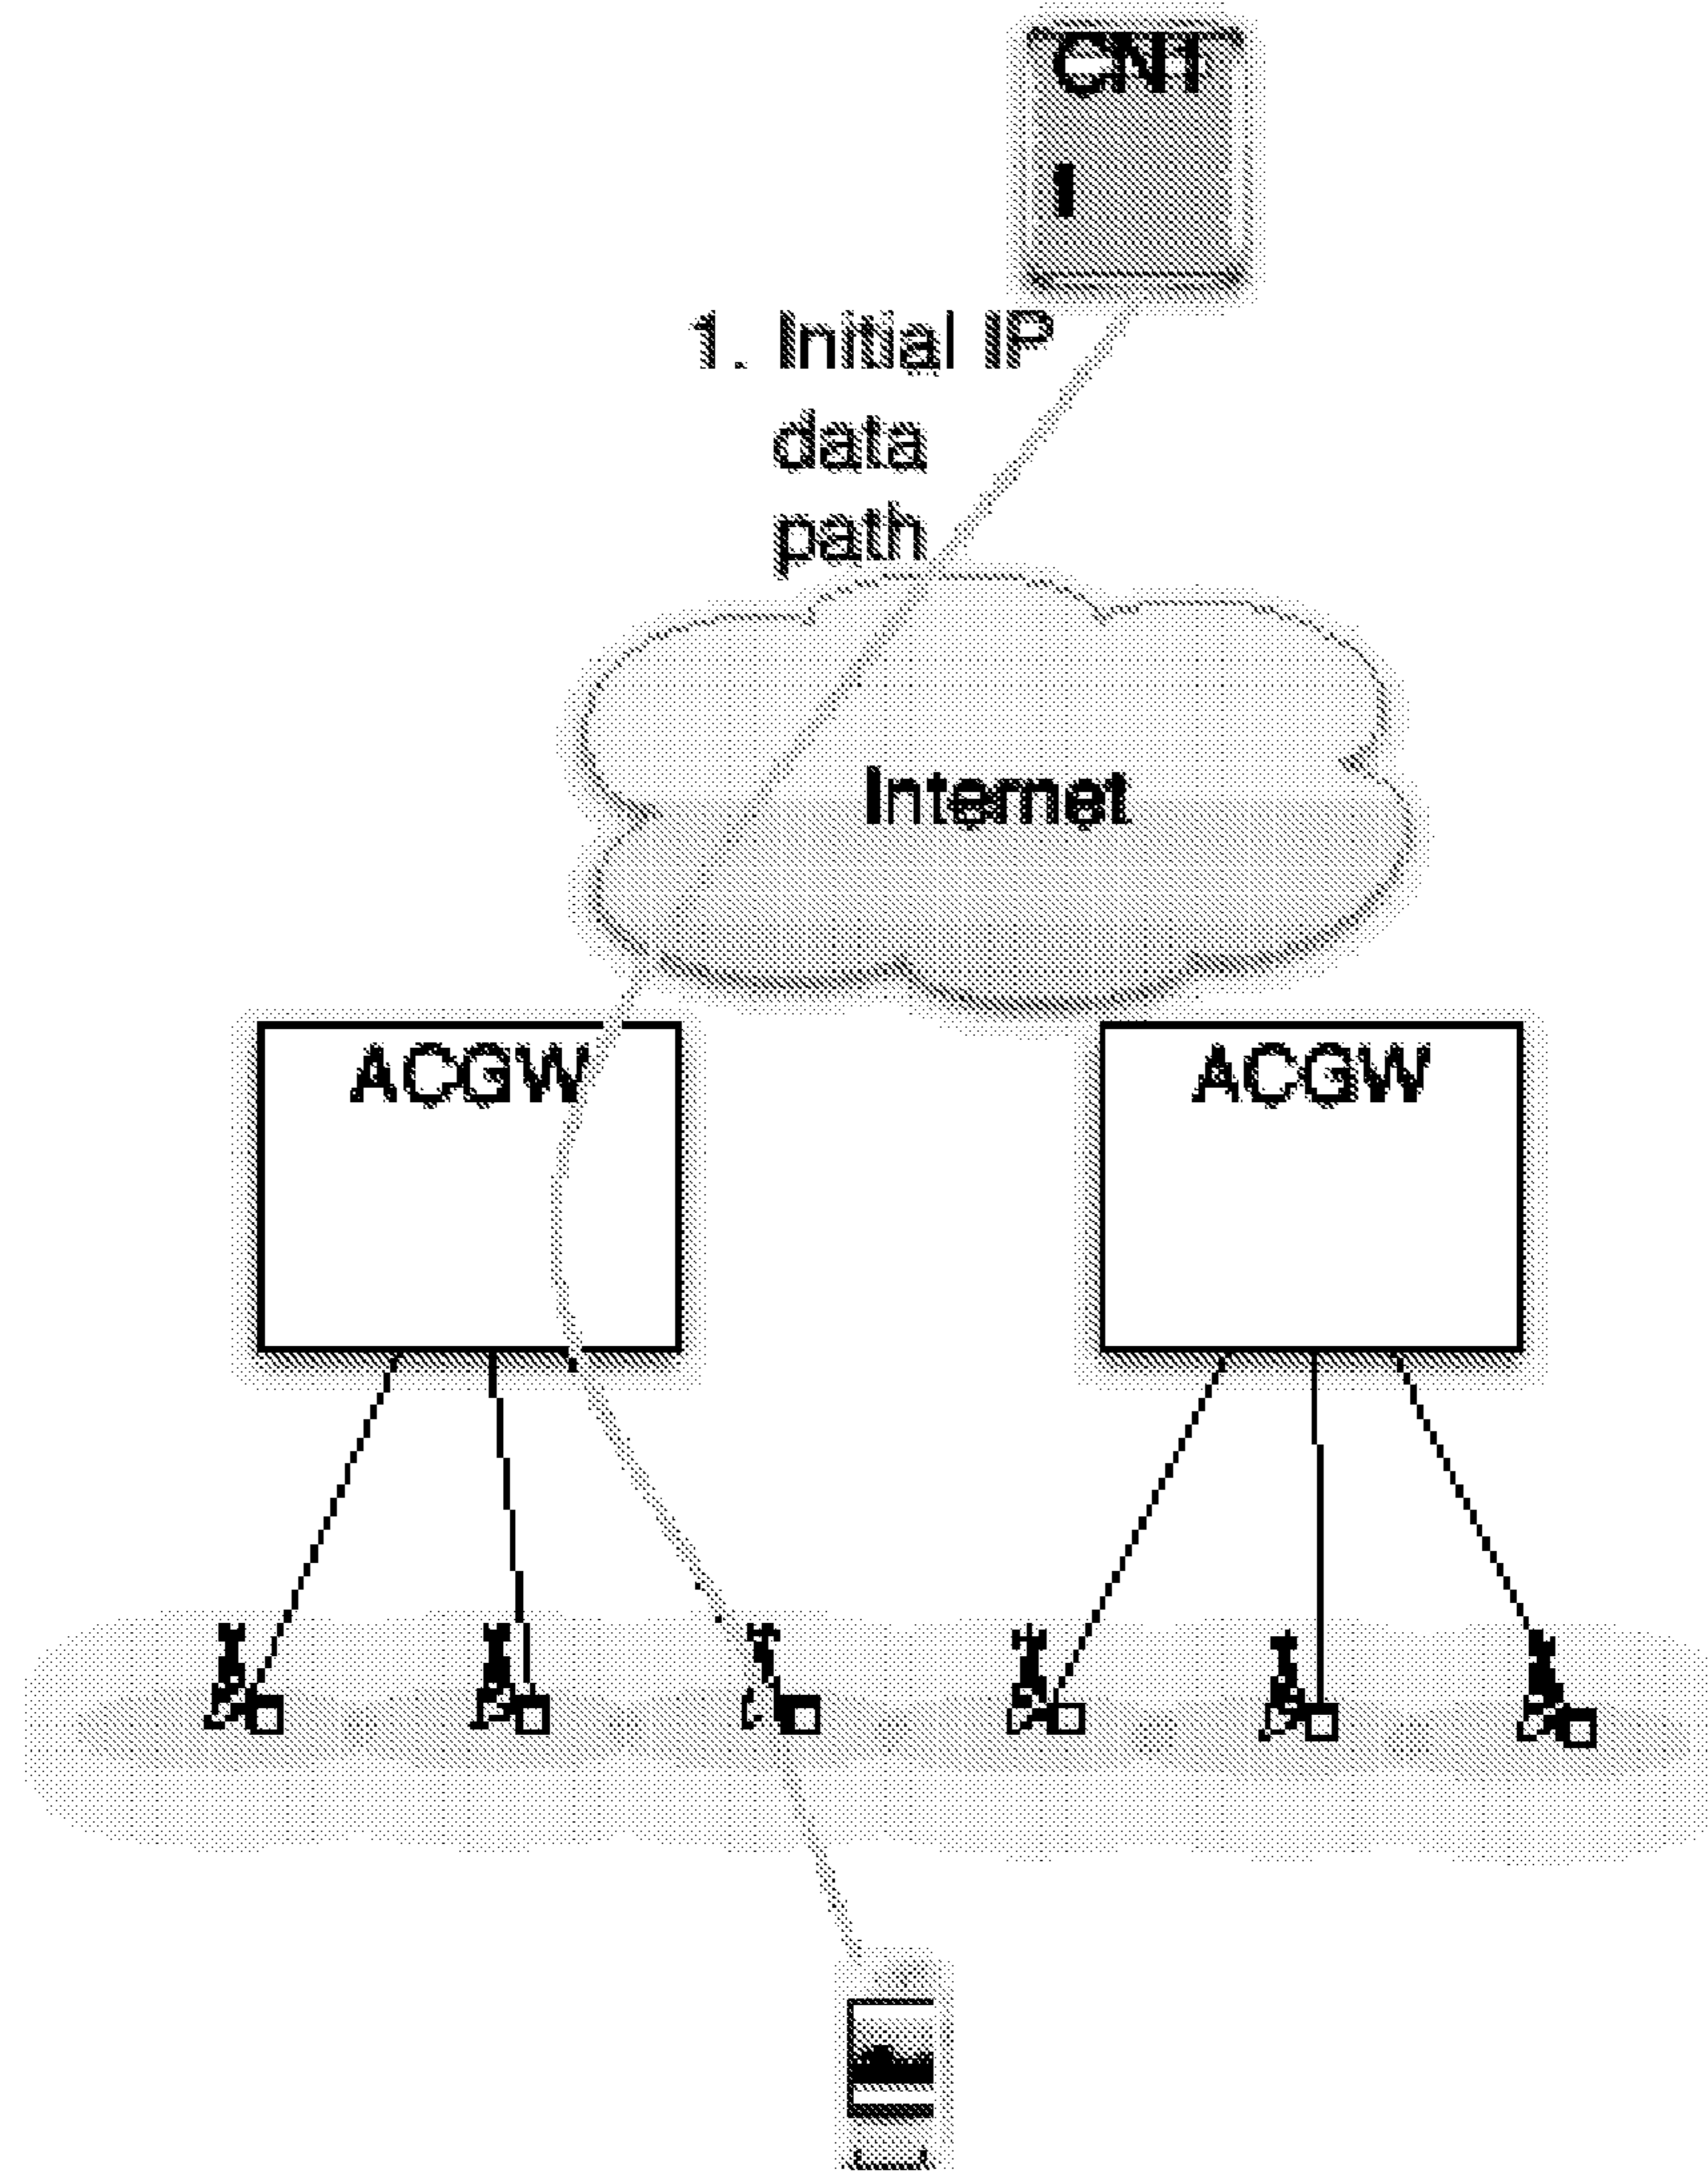 CN1
I
1. Initial IP
data
path
Internet
ACGW
ACGW